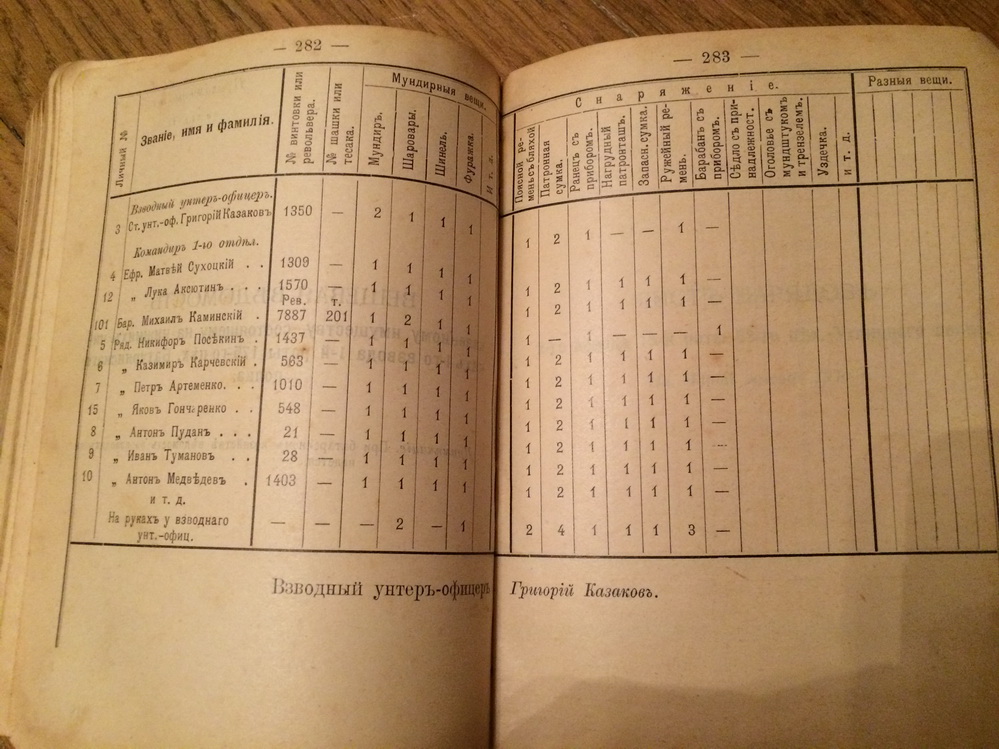 — 282 —
Личный №
Званіе, имя и фамилія.
№ винтовки или револьвера.
№ шашки или тесака.
Мундирныя вещи.
Мундиръ.
Шаровары.
Шинель.
Фуражка.
И т. д.
Взводный унтеръ-офицеръ.
3 Ст. унт.-оф. Григорій Казаковъ 1350 — 2 1 1 1
Командиръ 1-го отдѣл.
4 Ефр. Матвѣй Сухоцкій . . 1309 — 1 1 1 1
12 „ Лука Аксютин . . . 1570 — 1 1 1 1
Рев. т.
101 Бар. Михаилъ Каминскій . 7887 201 1 2 1 1
5 Ряд. Никифоръ Посѣкинъ . 1437 — 1 1 1 1
6 „ Казимиръ Карчевскій . 563 — 1 1 1 1
7 „ Петръ Артеменко. . . 1010 — 1 1 1 1
15 „ Яковъ Гончаренко . . 548 — 1 1 1 1
8 „ Антонъ Пуданъ . . . 21 — 1 1 1 1
9 „ Иванъ Тумановъ . . 28 — 1 1 1 1
10 „ Антонъ Медвѣдев . 1403 — 1 1 1 1
и т. д.
На рукахъ у взводнаго
унт.-офиц. — — — 2 — 1
Взводный унтеръ-офицеръ
— 283 —
Снаряженіе.
Разныя вещи.
Поясной ремень съ бляхой
Патронная сумка.
Ранецъ съ приборомъ.
Нагрудный патронташъ.
Запасн. сумка.
Ружейный ремень.
Барабан съ приборомъ.
Сѣдло съ принадлежност.
Оголовье съ мундштукомъ и трензелемъ.
Уздечка.
и т. д.
1 2 1 — — 1 —
1 2 1 1 1 1 —
1 2 1 1 1 1 —
1 — 1 — — — 1
1 2 1 1 1 1 —
1 2 1 1 1 1 —
1 2 1 1 1 1 —
1 2 1 1 1 1 —
1 2 1 1 1 1 —
1 2 1 1 1 1 —
1 2 1 1 1 1 —
2 4 1 1 1 3 —
Григорій Казаковъ.